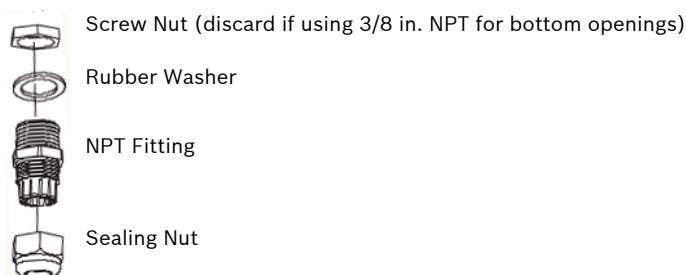 Screw Nut (discard if using 3/8 in. NPT for bottom openings)
Rubber Washer
NPT Fitting
Sealing Nut